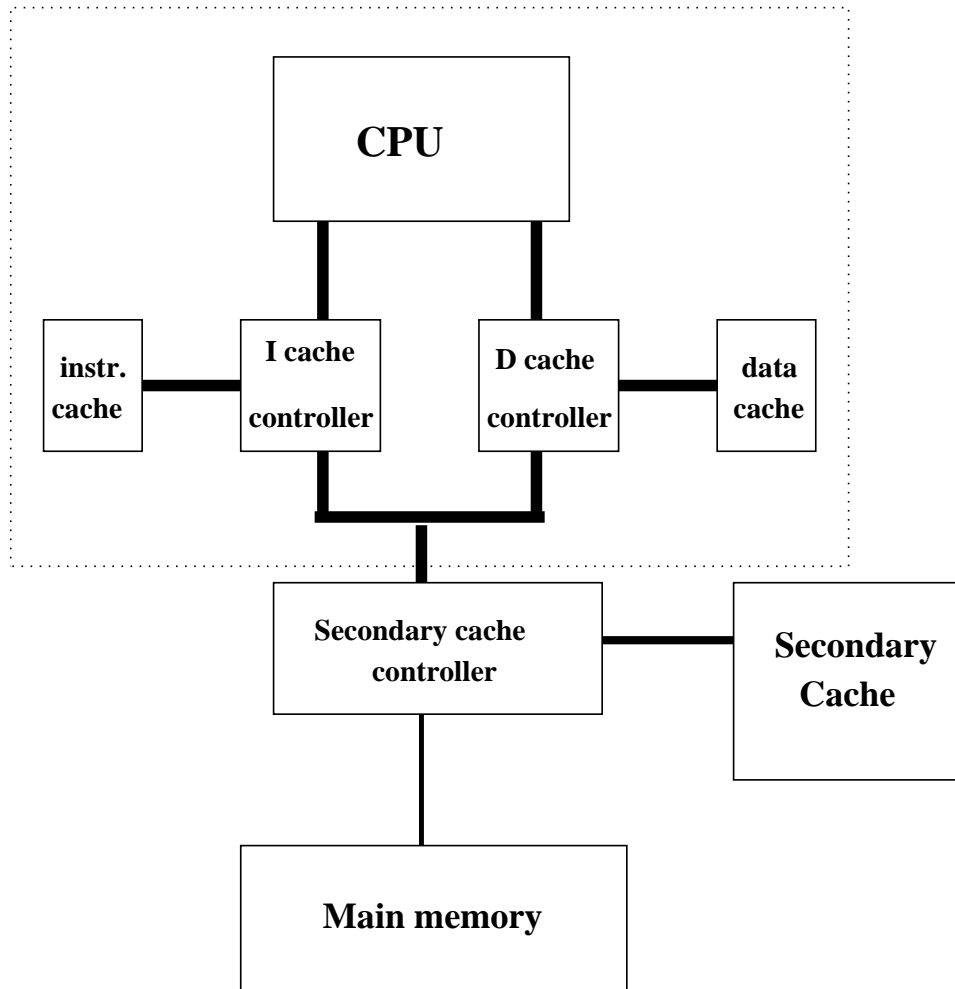 CPU
instr.
cache
I cache
controller
D cache
controller
data
cache
Secondary cache
controller
Secondary
Cache
Main memory